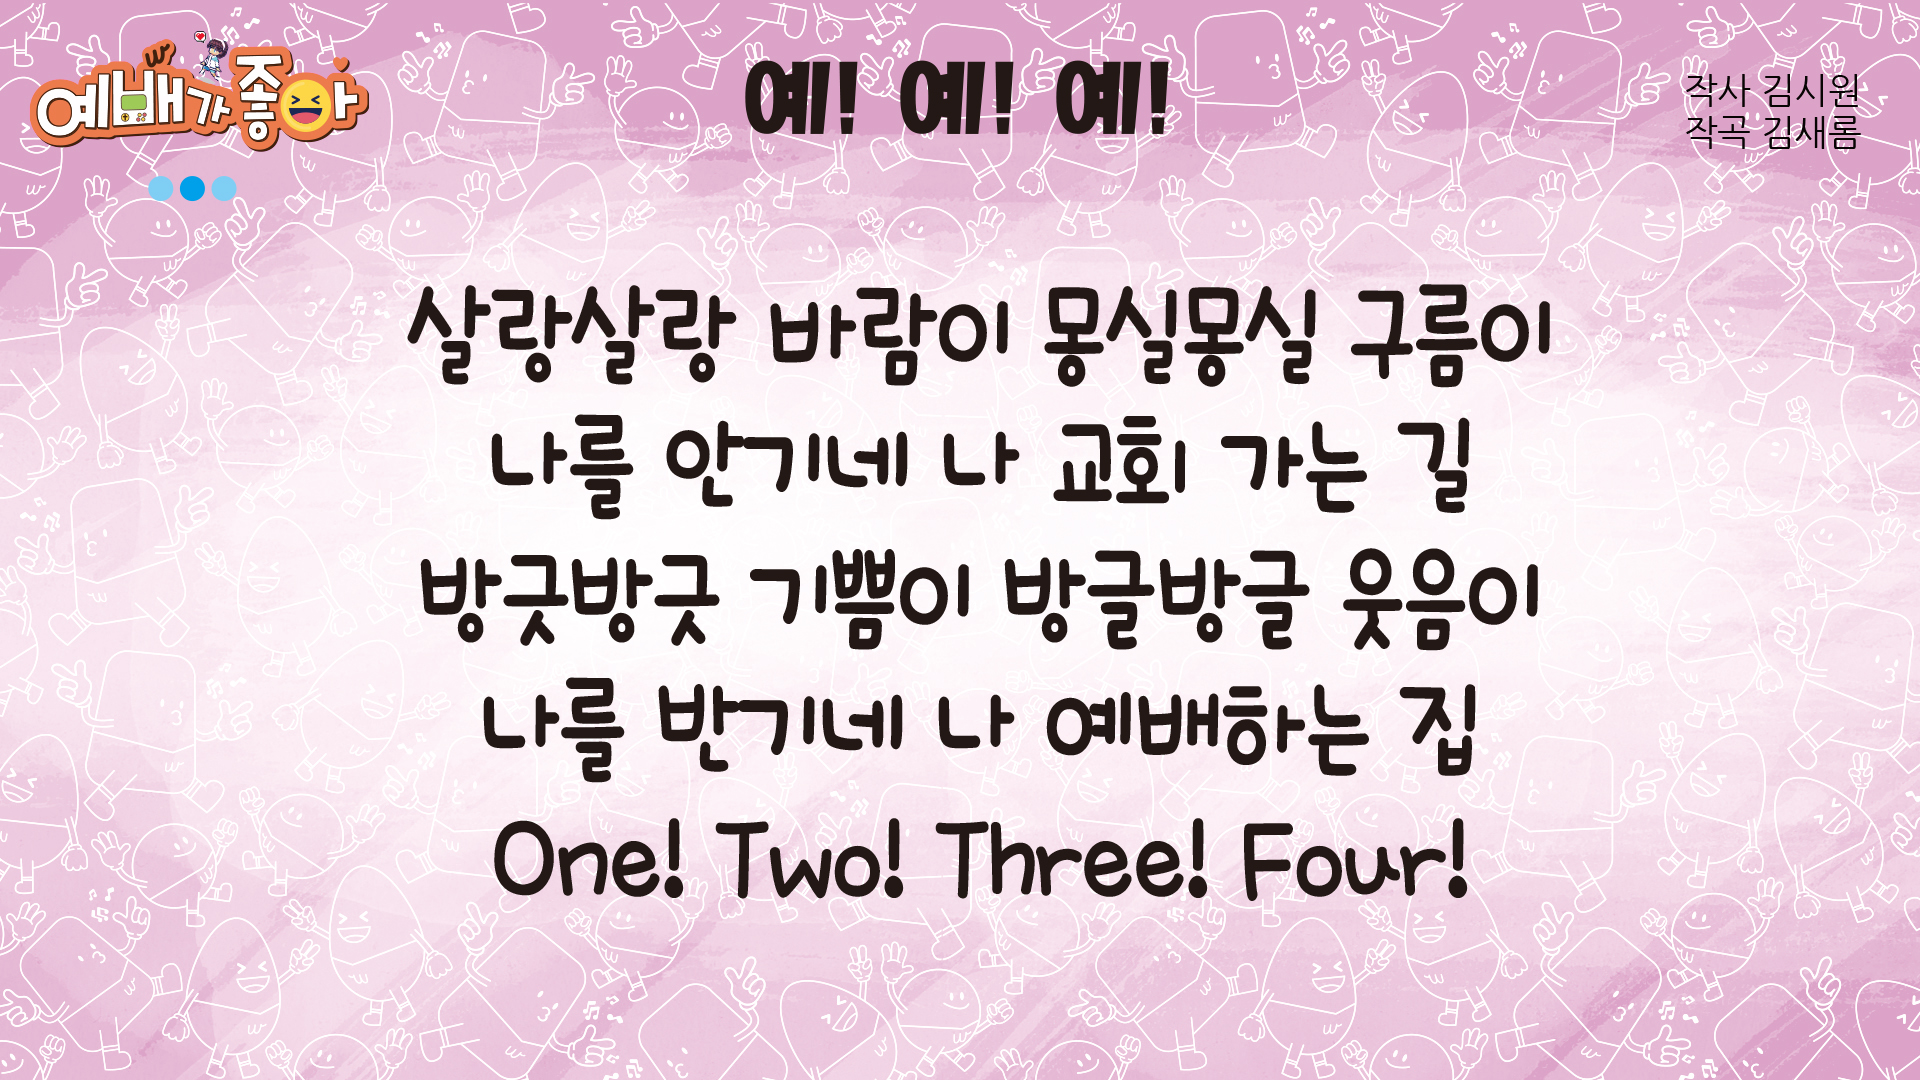 예배가 좋아
예! 예! 예!
작사 김시원
작곡 김새롬
살랑살랑 바람이 몽실몽실 구름이
나를 안기네 나 교회 가는 길
방긋방긋 기쁨이 방글방글 웃음이
나를 반기네 나 예배하는 집
One! Two! Three! Four!